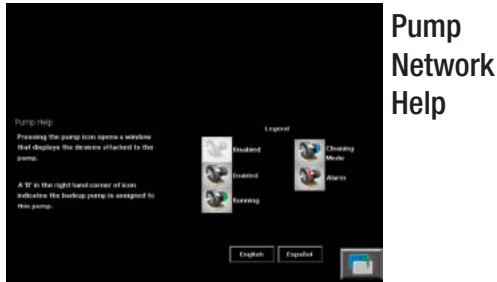 Pump
Network
Help
Pump Help
Pressing the pump icon opens a window
that displays the devices attached to the
pump.
A 'B' in the right hand corner of icon
indicates the backup pump is assigned to
this pump.
Legend
Disabled
Enabled
Running
Cleaning
Mode
Alarm
English
Español